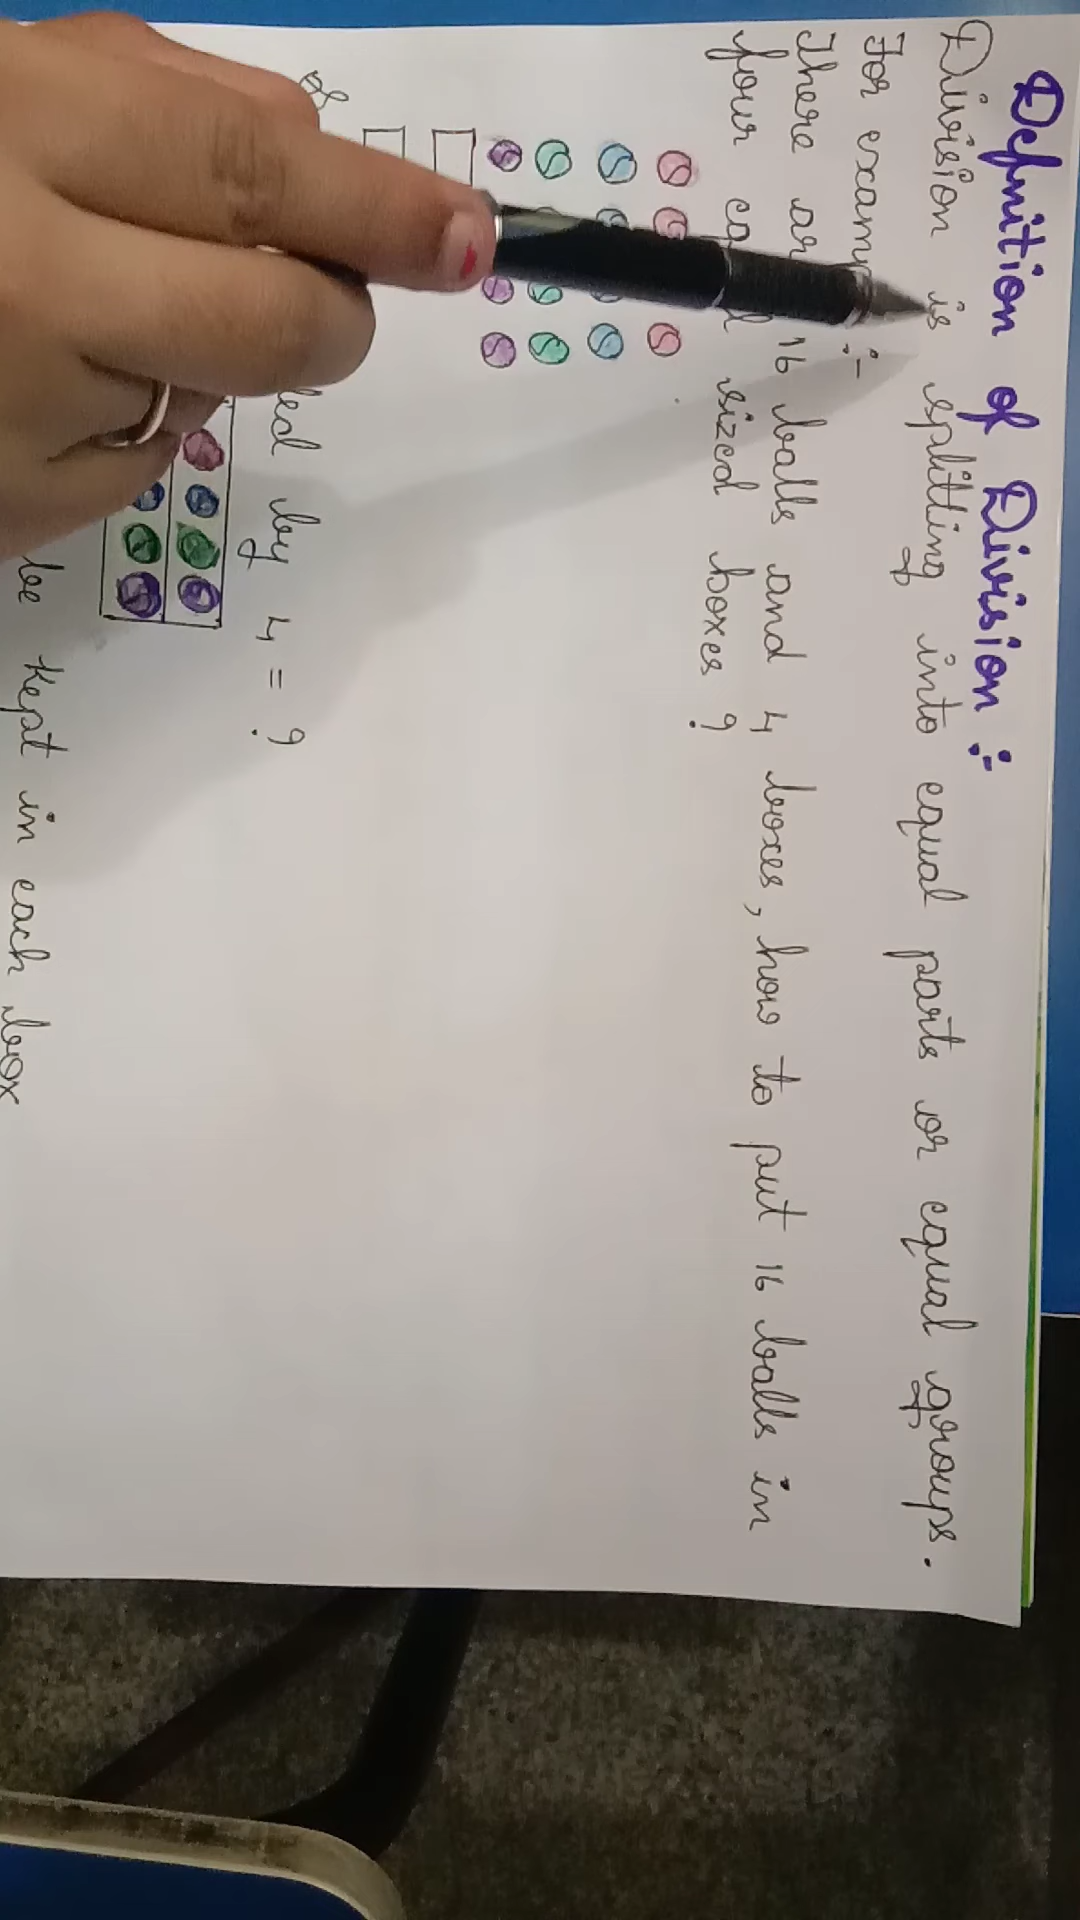 Definition of Division :-
Division is splitting into equal parts or equal groups.
For examp :-
There ar 16 balls and 4 boxes, how to put 16 balls in
four equal sized boxes ?
by 4 = ?
be kept in each box